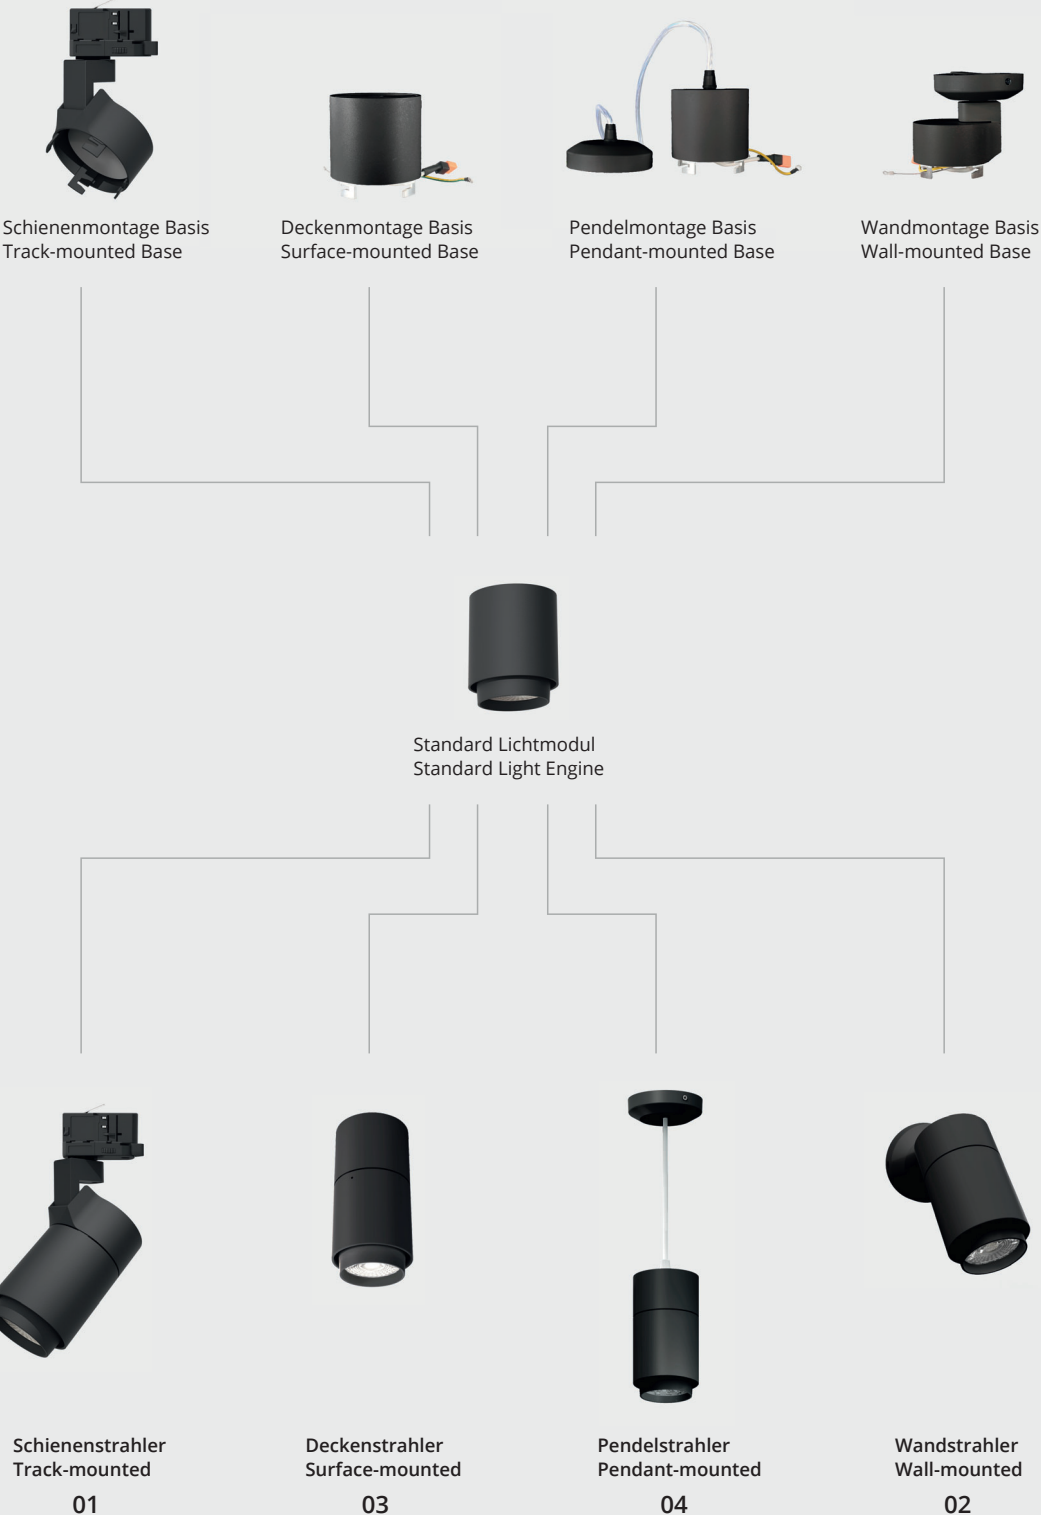 Schienenmontage Basis
Track-mounted Base
Deckenmontage Basis
Surface-mounted Base
Pendelmontage Basis
Pendant-mounted Base
Wandmontage Basis
Wall-mounted Base
Standard Lichtmodul
Standard Light Engine
Schienenstrahler
Track-mounted
01
Deckenstrahler
Surface-mounted
03
Pendelstrahler
Pendant-mounted
04
Wandstrahler
Wall-mounted
02